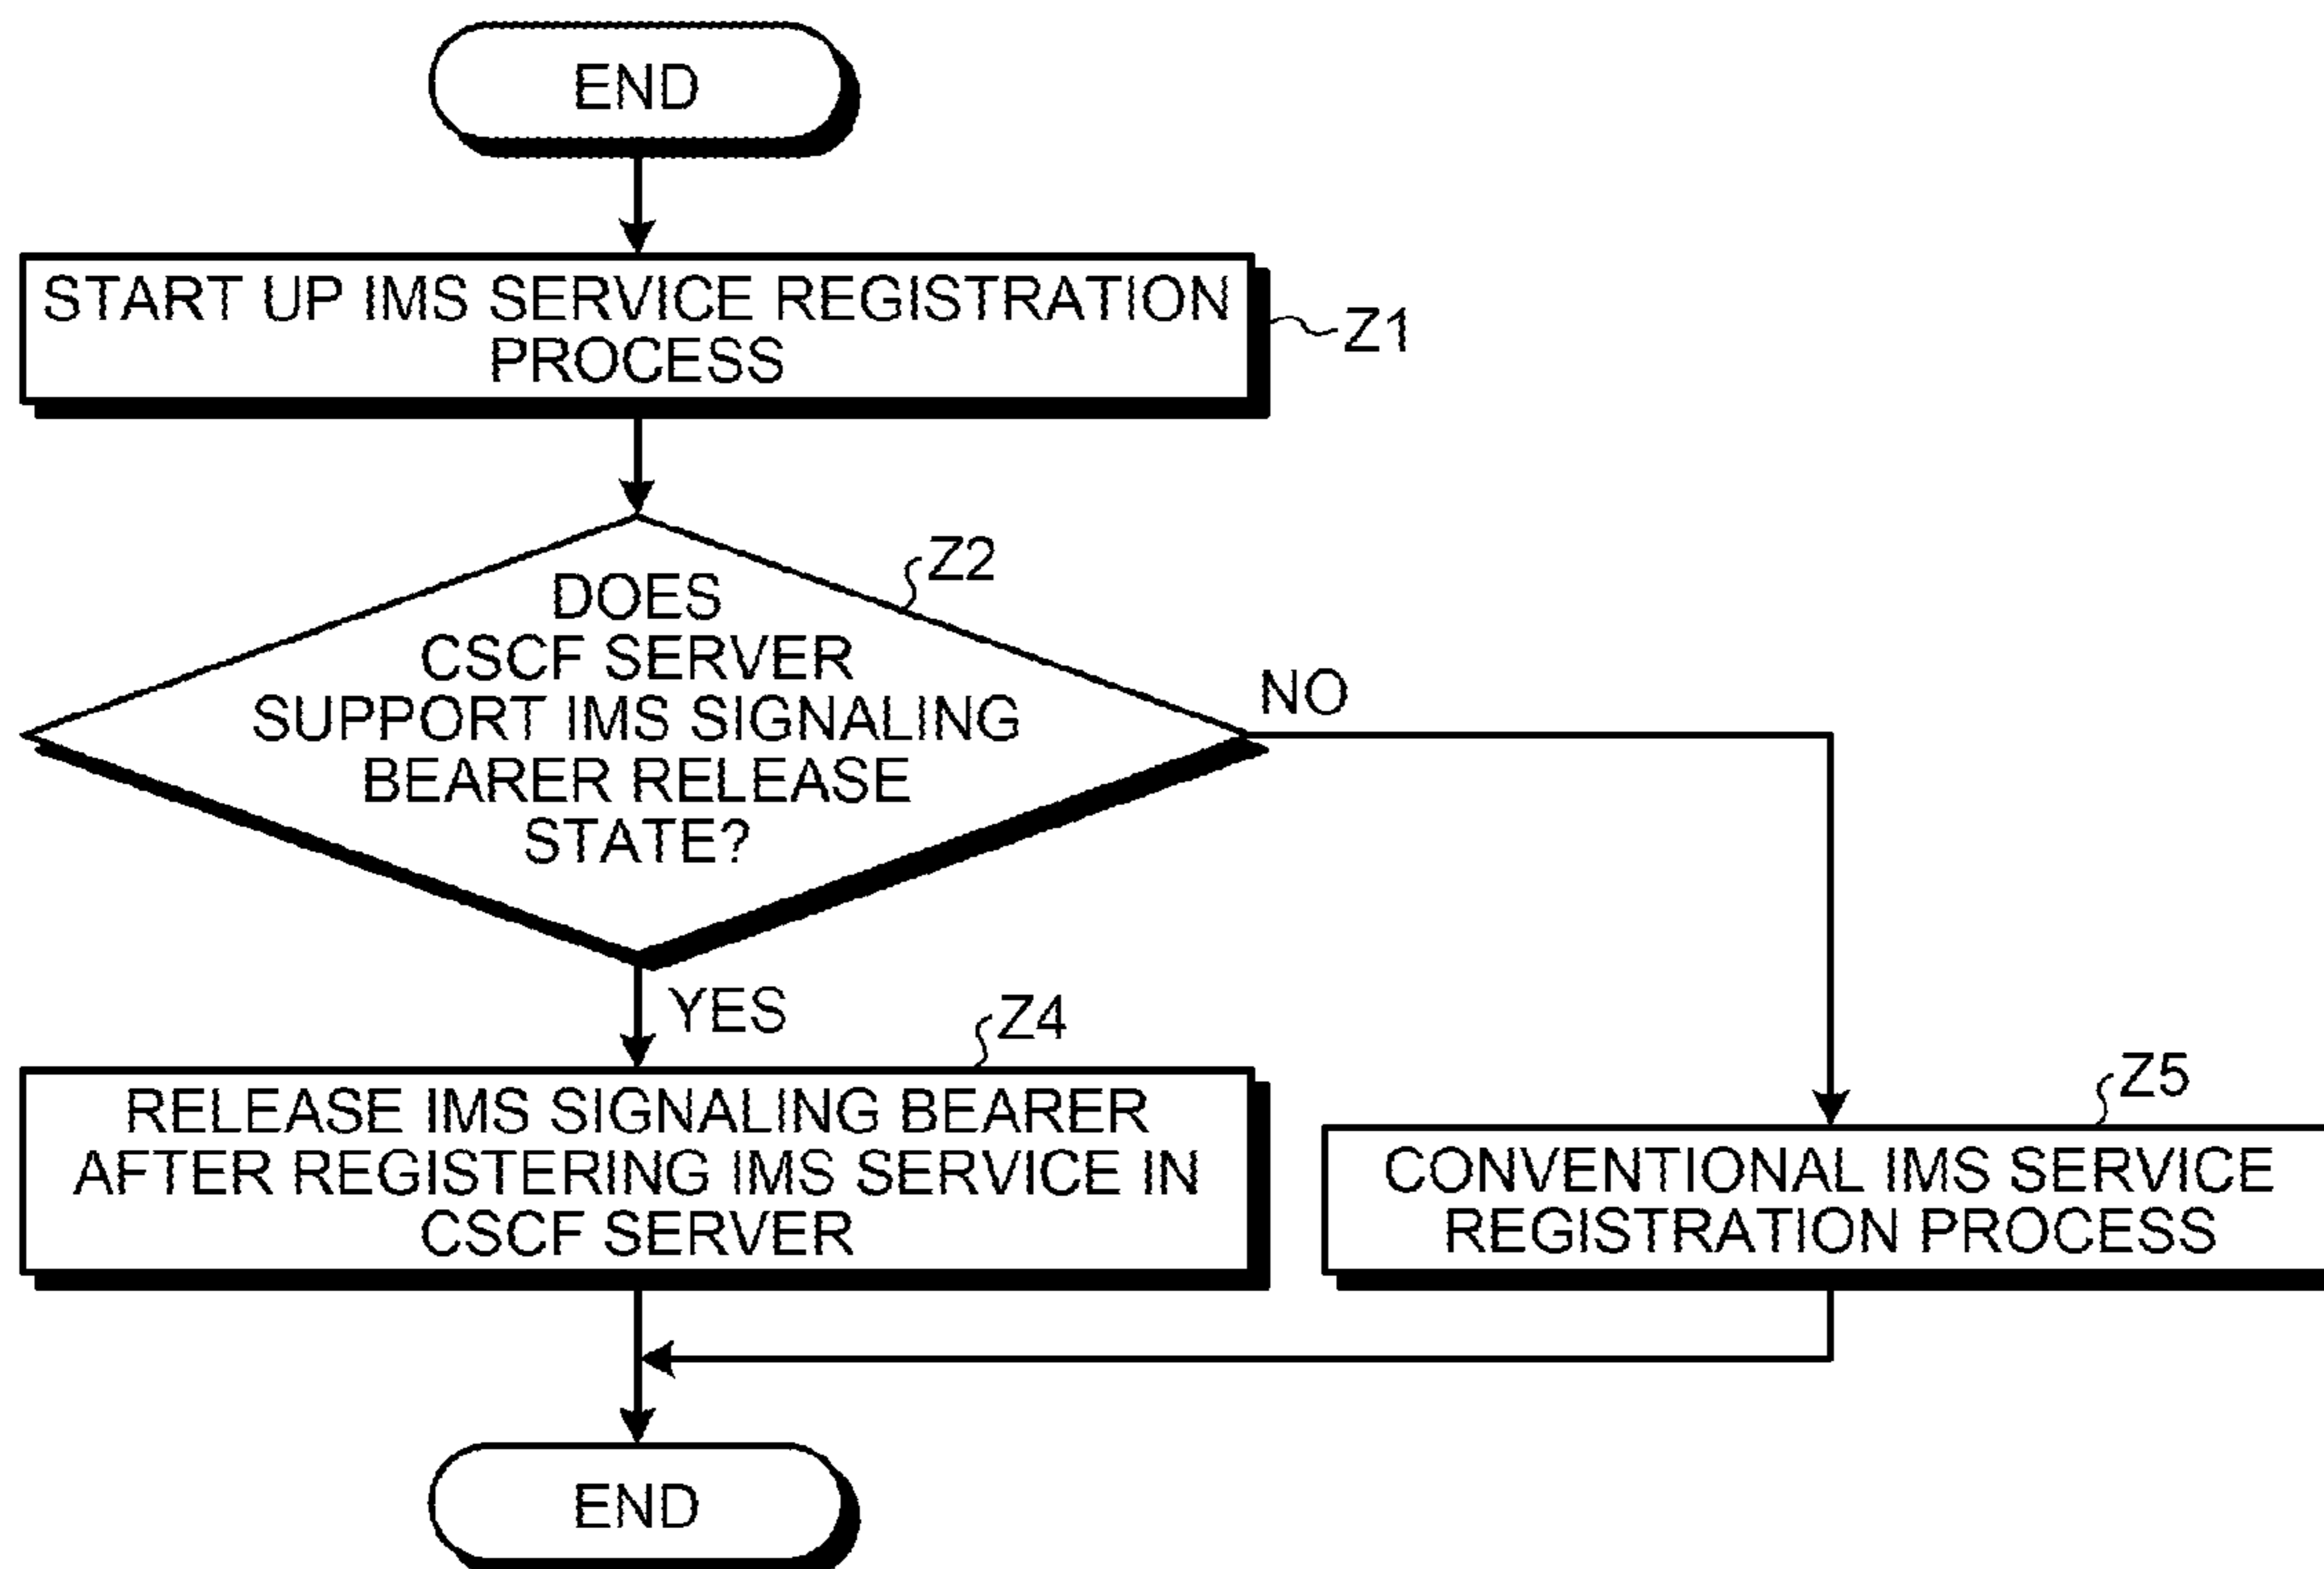 END
START UP IMS SERVICE REGISTRATION
PROCESS
Z1
Z2
DOES
CSCF SERVER
SUPPORT IMS SIGNALING
BEARER RELEASE
STATE?
NO
YES
Z4
RELEASE IMS SIGNALING BEARER
AFTER REGISTERING IMS SERVICE IN
CSCF SERVER
Z5
CONVENTIONAL IMS SERVICE
REGISTRATION PROCESS
END